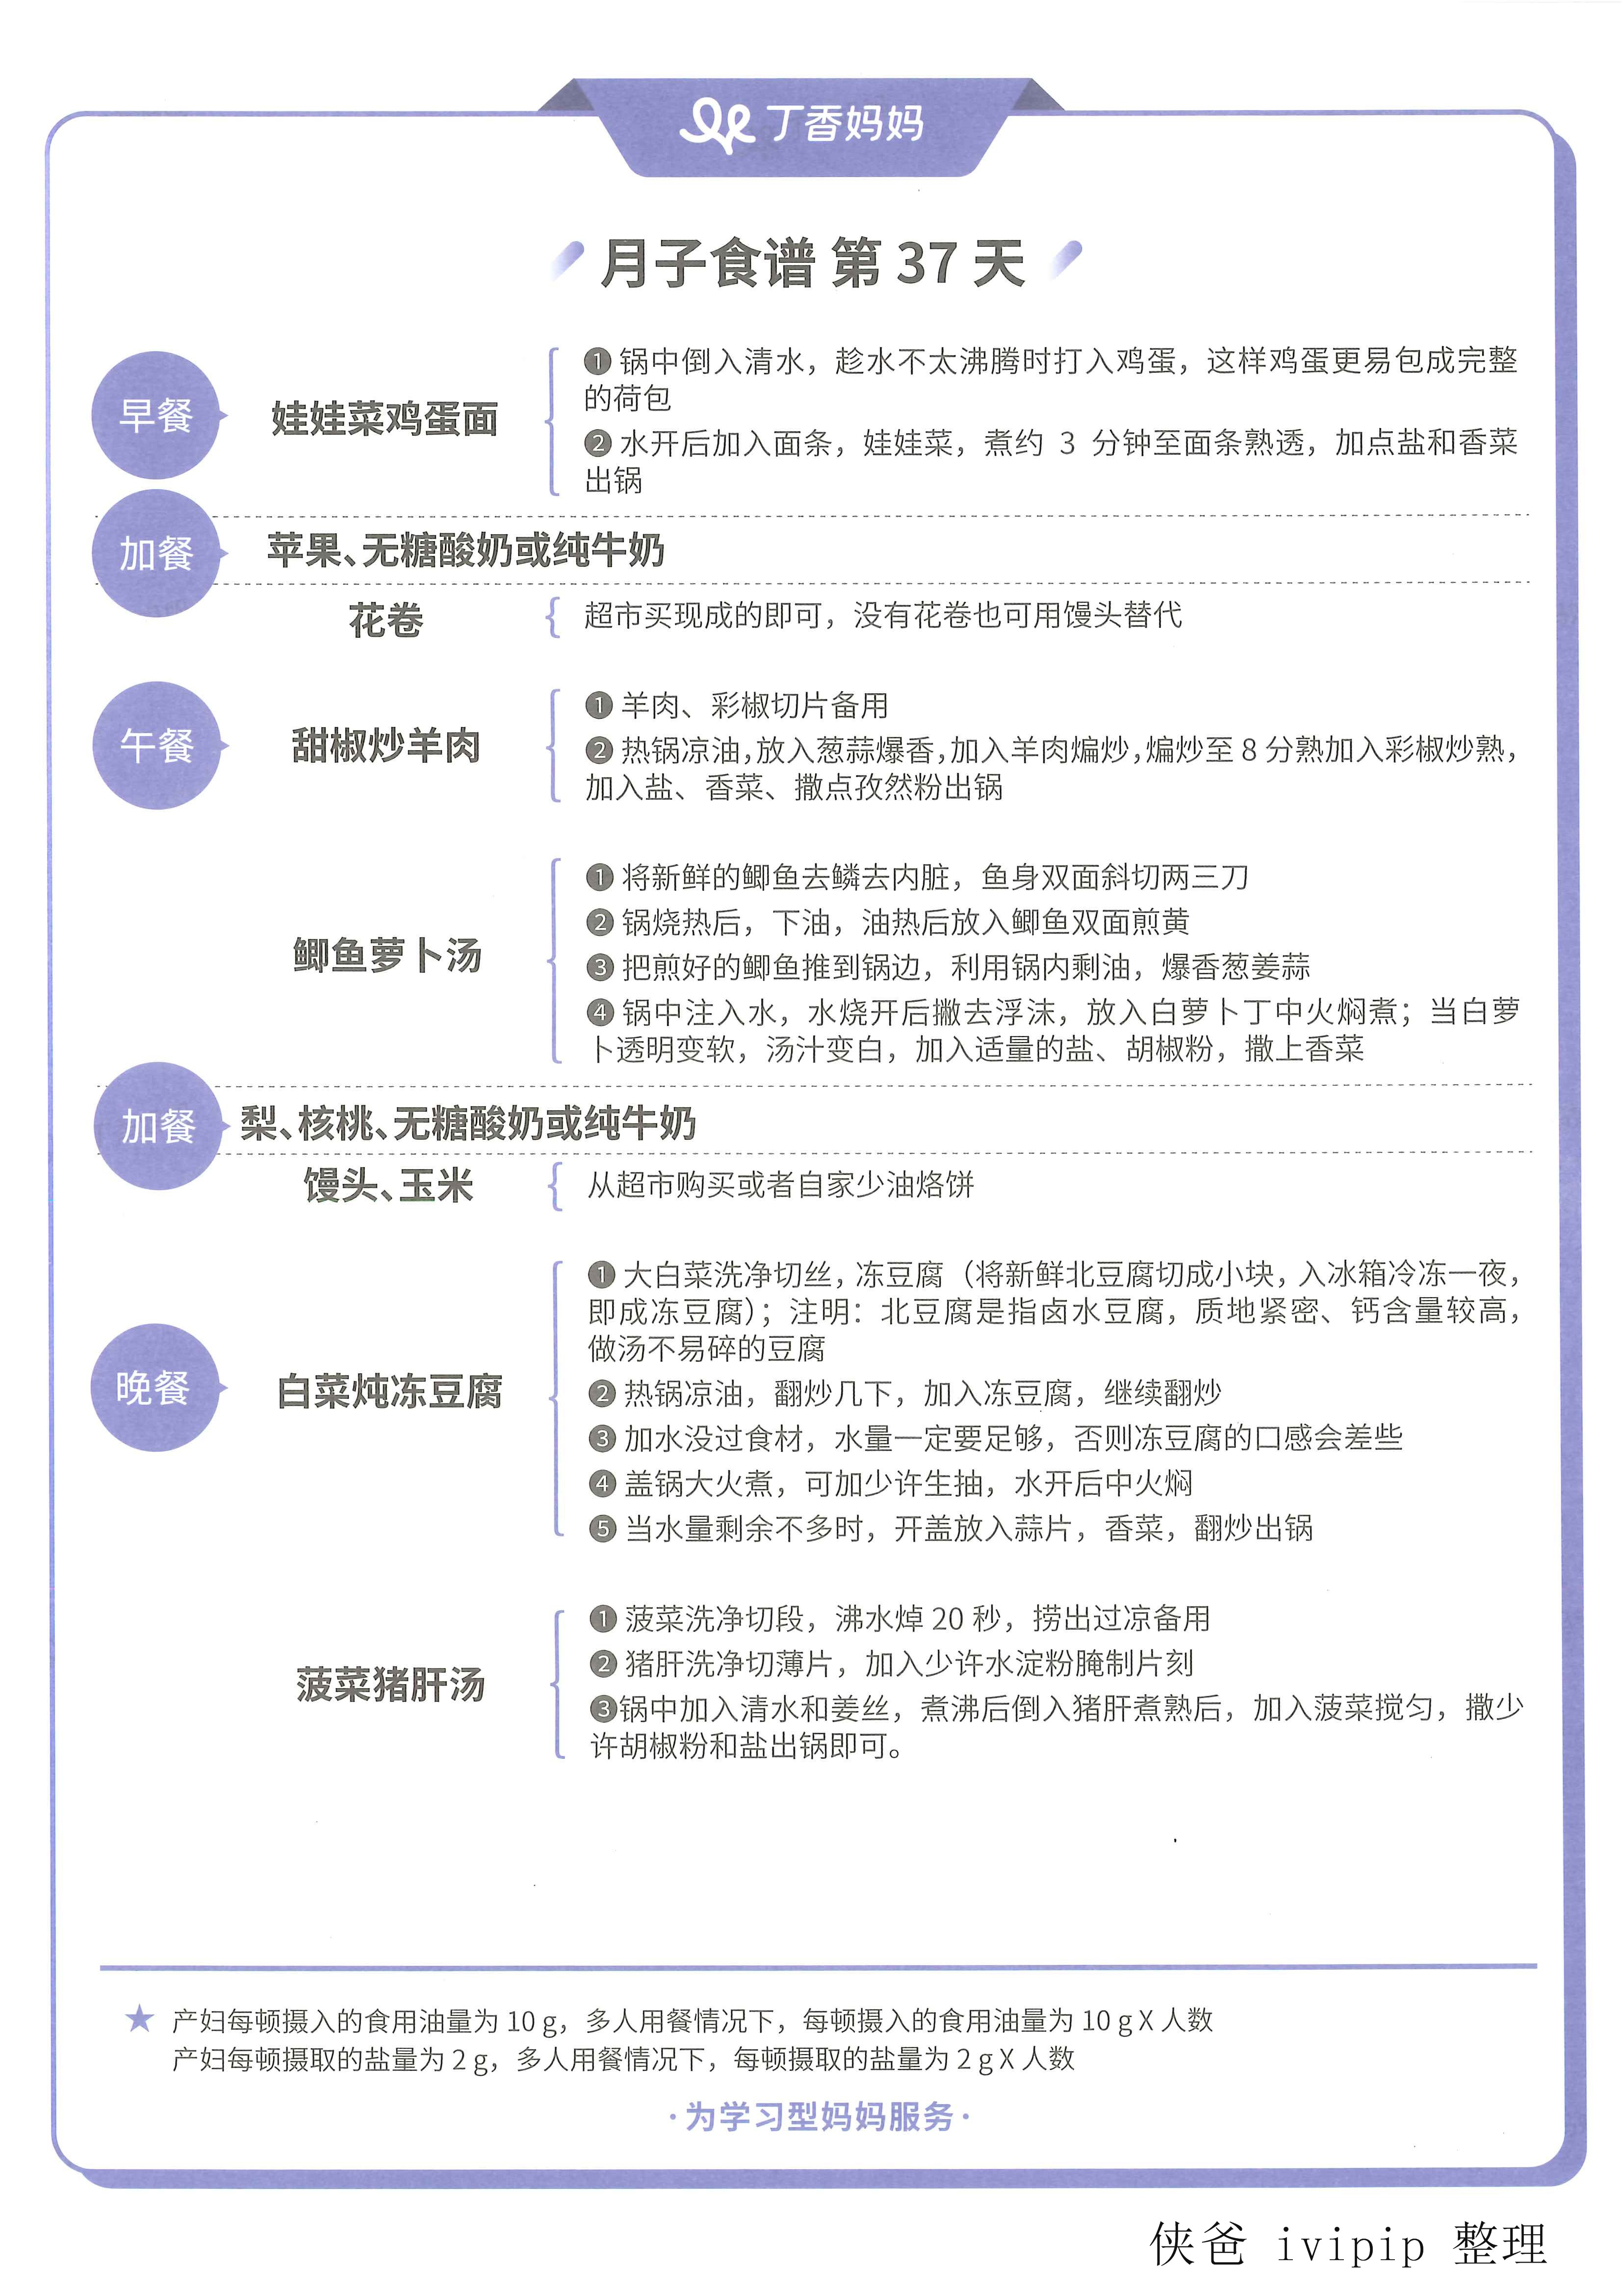 丁香妈妈
月子食谱 第 37 天
早餐
娃娃菜鸡蛋面
❶ 锅中倒入清水，趁水不太沸腾时打入鸡蛋，这样鸡蛋更易包成完整
的荷包
❷ 水开后加入面条，娃娃菜，煮约 3 分钟至面条熟透，加点盐和香菜
出锅
加餐
苹果、无糖酸奶或纯牛奶
花卷
超市买现成的即可，没有花卷也可用馒头替代
午餐
甜椒炒羊肉
❶ 羊肉、彩椒切片备用
❷ 热锅凉油，放入葱蒜爆香，加入羊肉煸炒，煸炒至 8 分熟加入彩椒炒熟，
加入盐、香菜、撒点孜然粉出锅
鲫鱼萝卜汤
❶ 将新鲜的鲫鱼去鳞去内脏，鱼身双面斜切两三刀
❷ 锅烧热后，下油，油热后放入鲫鱼双面煎黄
❸ 把煎好的鲫鱼推到锅边，利用锅内剩油，爆香葱姜蒜
❹ 锅中注入水，水烧开后撇去浮沫，放入白萝卜丁中火焖煮；当白萝
卜透明变软，汤汁变白，加入适量的盐、胡椒粉，撒上香菜
加餐
梨、核桃、无糖酸奶或纯牛奶
馒头、玉米
从超市购买或者自家少油烙饼
晚餐
白菜炖冻豆腐
❶ 大白菜洗净切丝，冻豆腐（将新鲜北豆腐切成小块，入冰箱冷冻一夜，
即成冻豆腐）；注明：北豆腐是指卤水豆腐，质地紧密、钙含量较高，
做汤不易碎的豆腐
❷ 热锅凉油，翻炒几下，加入冻豆腐，继续翻炒
❸ 加水没过食材，水量一定要足够，否则冻豆腐的口感会差些
❹ 盖锅大火煮，可加少许生抽，水开后中火焖
❺ 当水量剩余不多时，开盖放入蒜片，香菜，翻炒出锅
菠菜猪肝汤
❶ 菠菜洗净切段，沸水焯 20 秒，捞出过凉备用
❷ 猪肝洗净切薄片，加入少许水淀粉腌制片刻
❸锅中加入清水和姜丝，煮沸后倒入猪肝煮熟后，加入菠菜搅匀，撒少
许胡椒粉和盐出锅即可。
★ 产妇每顿摄入的食用油量为 10 g，多人用餐情况下，每顿摄入的食用油量为 10 g X 人数
产妇每顿摄取的盐量为 2 g，多人用餐情况下，每顿摄取的盐量为 2 g X 人数
·为学习型妈妈服务·
侠爸 ivipip 整理